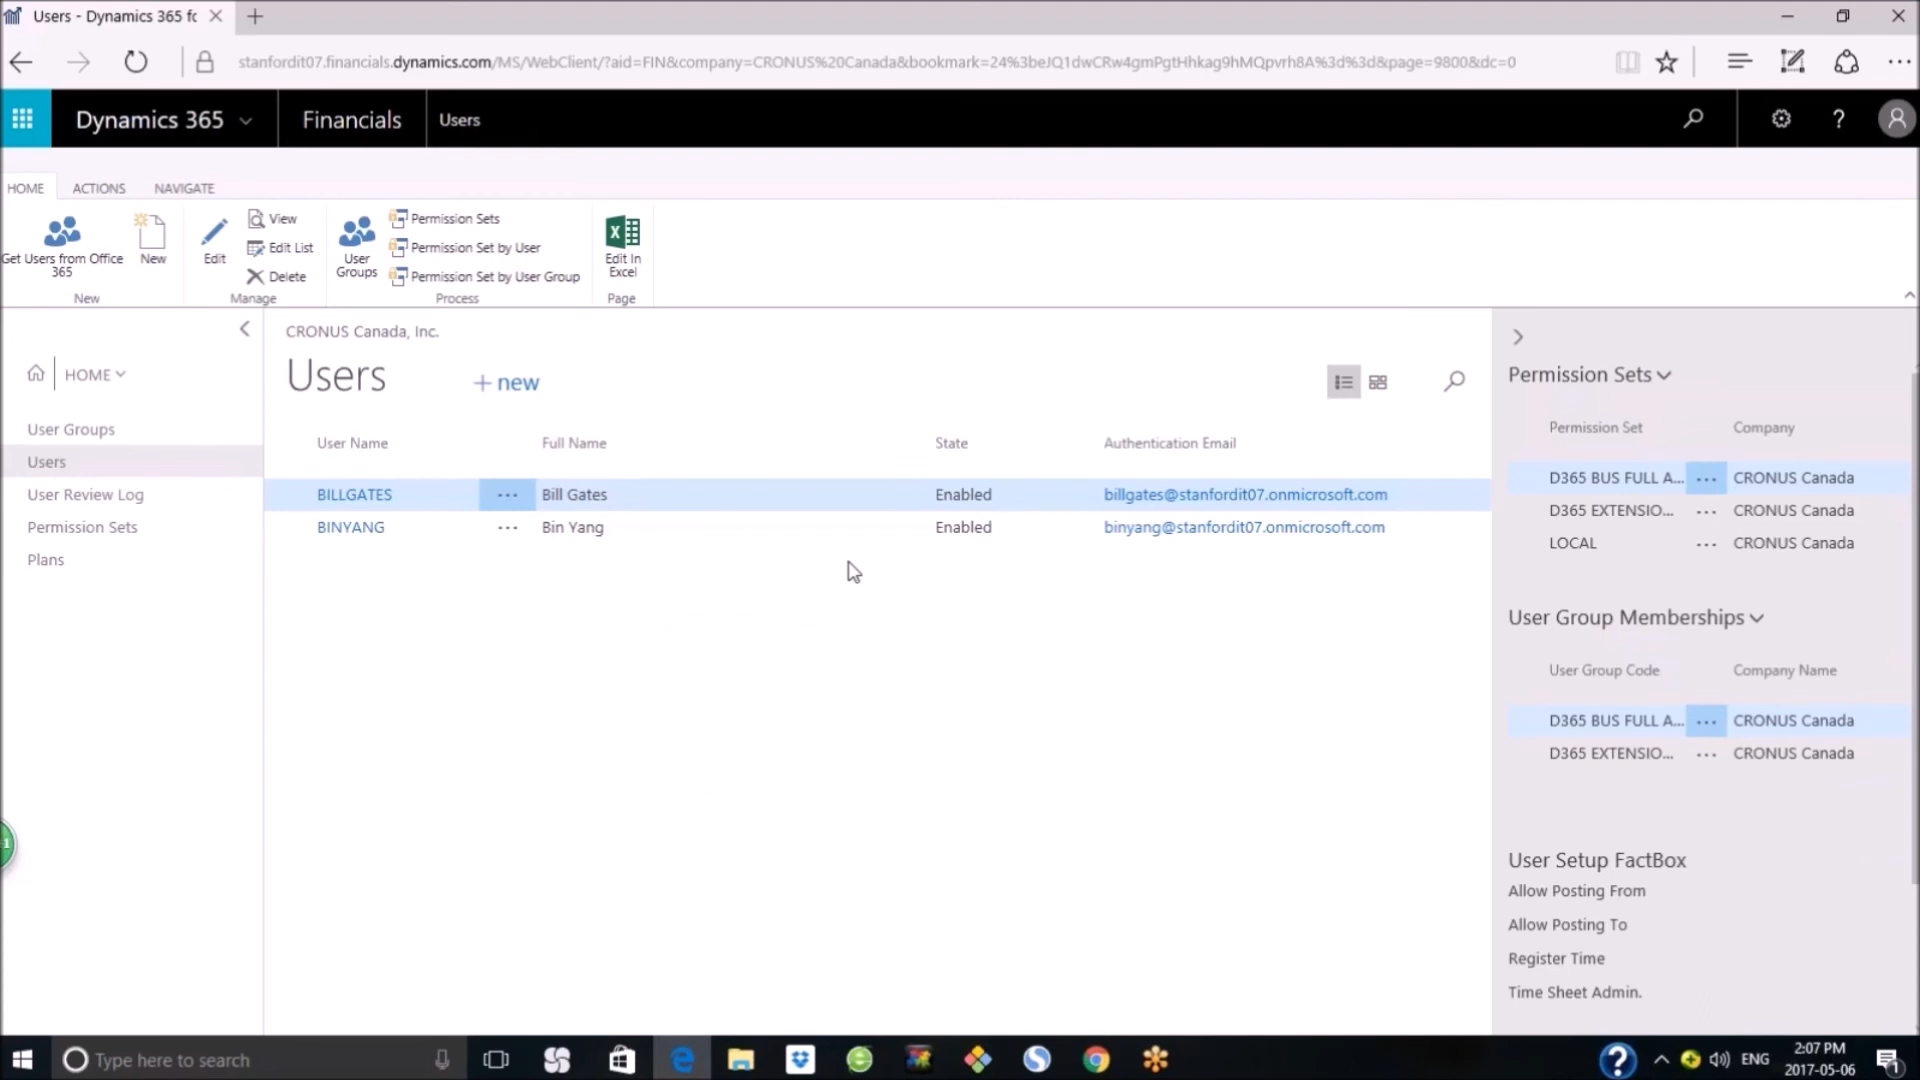 Users - Dynamics 365 fc
stanfordit07.financials.dynamics.com/MS/WebClient/?aid=FIN&company=CRONUS%20Canada&bookmark=24%3beJQ1dwCRw4gmPgtHhkag9hMQpvrh8A%3d%3d&page=9800&dc=0
Dynamics 365
Financials
Users
HOME
ACTIONS
NAVIGATE
Get Users from Office 365
New
Edit
View
Edit List
Delete
User Groups
Permission Sets
Permission Set by User
Permission Set by User Group
Edit In Excel
New
Manage
Process
Page
HOME
User Groups
Users
User Review Log
Permission Sets
Plans
CRONUS Canada, Inc.
Users
+ new
User Name Full Name State Authentication Email
BILLGATES ... Bill Gates Enabled billgates@stanfordit07.onmicrosoft.com
BINYANG ... Bin Yang Enabled binyang@stanfordit07.onmicrosoft.com
Permission Sets
Permission Set Company
D365 BUS FULL A... ... CRONUS Canada
D365 EXTENSIO... ... CRONUS Canada
LOCAL ... CRONUS Canada
User Group Memberships
User Group Code Company Name
D365 BUS FULL A... ... CRONUS Canada
D365 EXTENSIO... ... CRONUS Canada
User Setup FactBox
Allow Posting From
Allow Posting To
Register Time
Time Sheet Admin.
Type here to search
ENG
2:07 PM
2017-05-06
1